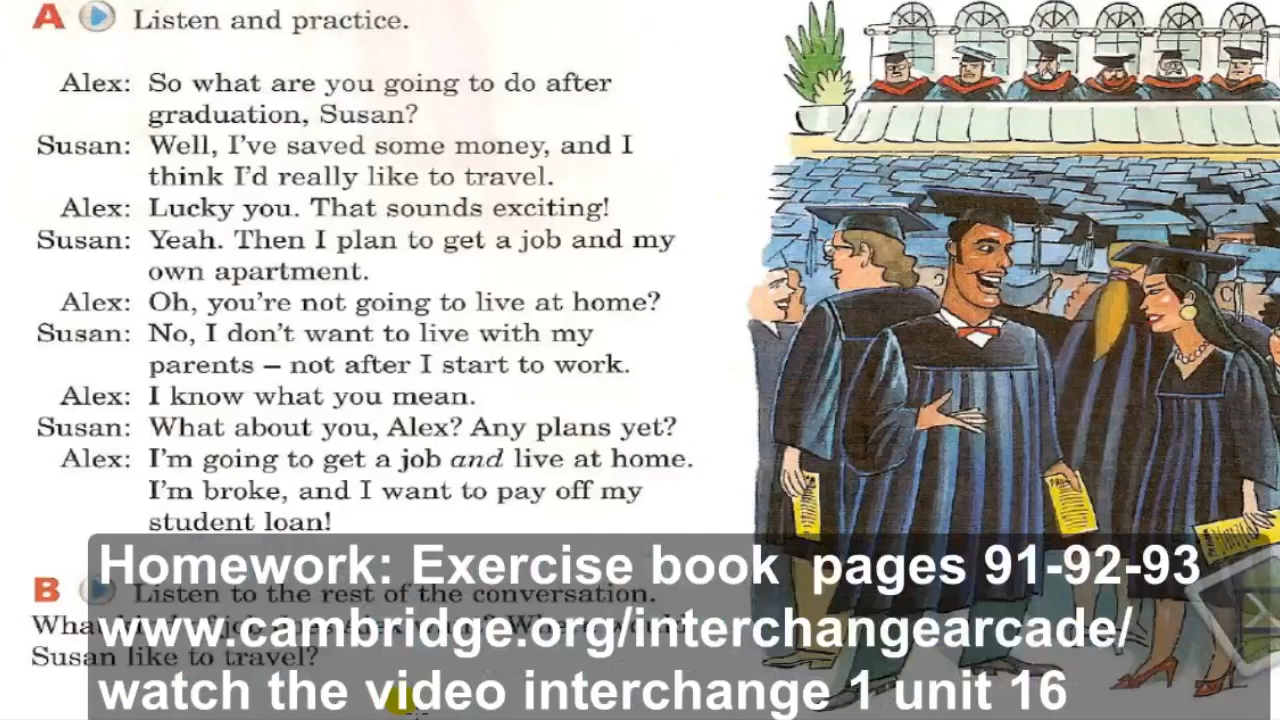 A Listen and practice.
Alex: So what are you going to do after
graduation, Susan?
Susan: Well, I've saved some money, and I
think I'd really like to travel.
Alex: Lucky you. That sounds exciting!
Susan: Yeah. Then I plan to get a job and my
own apartment.
Alex: Oh, you're not going to live at home?
Susan: No, I don't want to live with my
parents – not after I start to work.
Alex: I know what you mean.
Susan: What about you, Alex? Any plans yet?
Alex: I'm going to get a job and live at home.
I'm broke, and I want to pay off my
student loan!
B Listen to the rest of the conversation.
Susan like to travel?
Homework: Exercise book pages 91-92-93
www.cambridge.org/interchangearcade/
watch the video interchange 1 unit 16